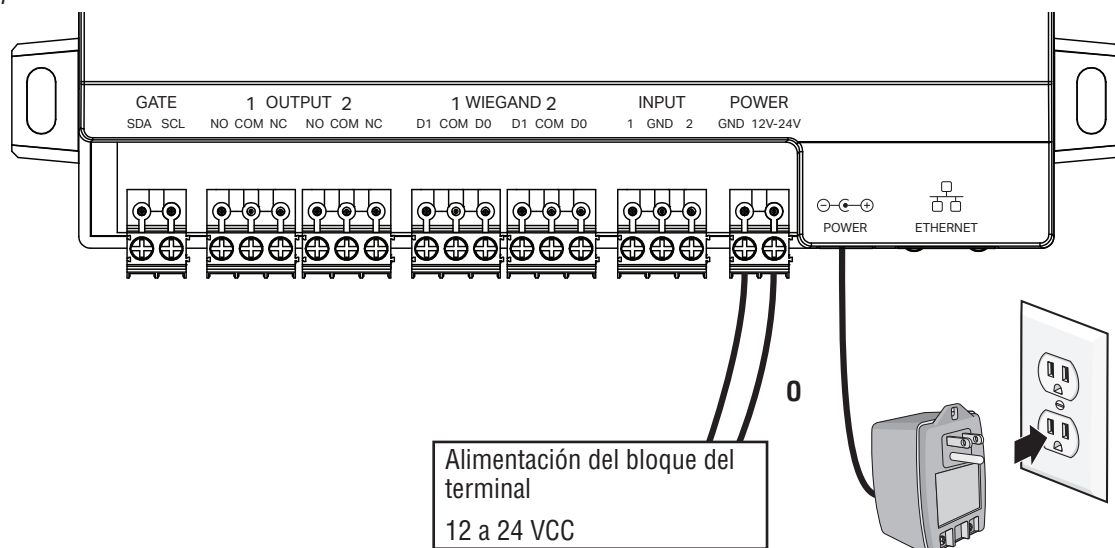 GATE 1 OUTPUT 2 1 WIEGAND 2 INPUT POWER
SDA SCL NO COM NC NO COM NC D1 COM D0 D1 COM D0 1 GND 2 GND 12V-24V
POWER
ETHERNET
O
Alimentación del bloque del
terminal
12 a 24 VCC